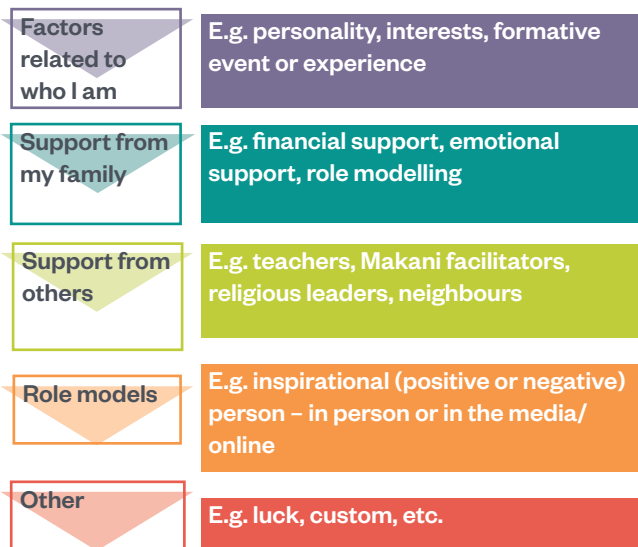 Factors
related to
who I am
E.g. personality, interests, formative
event or experience
Support from
my family
E.g. financial support, emotional
support, role modelling
Support from
others
E.g. teachers, Makani facilitators,
religious leaders, neighbours
Role models
E.g. inspirational (positive or negative)
person – in person or in the media/
online
Other
E.g. luck, custom, etc.